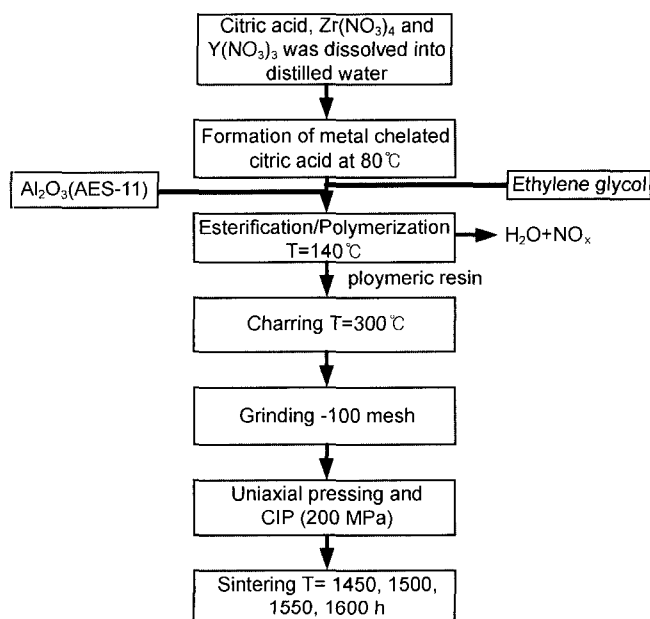 Citric acid, Zr(NO₃)₄ and
Y(NO₃)₃ was dissolved into
distilled water
Formation of metal chelated
citric acid at 80℃
Al₂O₃(AES-11)
Ethylene glycol
Esterification/Polymerization
T=140℃
H₂O+NOₓ
ploymeric resin
Charring T=300℃
Grinding -100 mesh
Uniaxial pressing and
CIP (200 MPa)
Sintering T= 1450, 1500,
1550, 1600 h